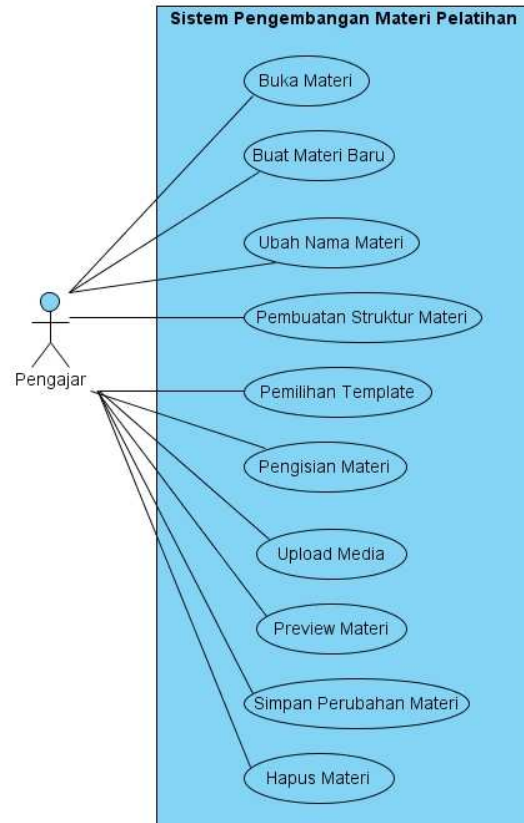 Sistem Pengembangan Materi Pelatihan
Buka Materi
Buat Materi Baru
Ubah Nama Materi
Pembuatan Struktur Materi
Pengajar
Pemilihan Template
Pengisian Materi
Upload Media
Preview Materi
Simpan Perubahan Materi
Hapus Materi